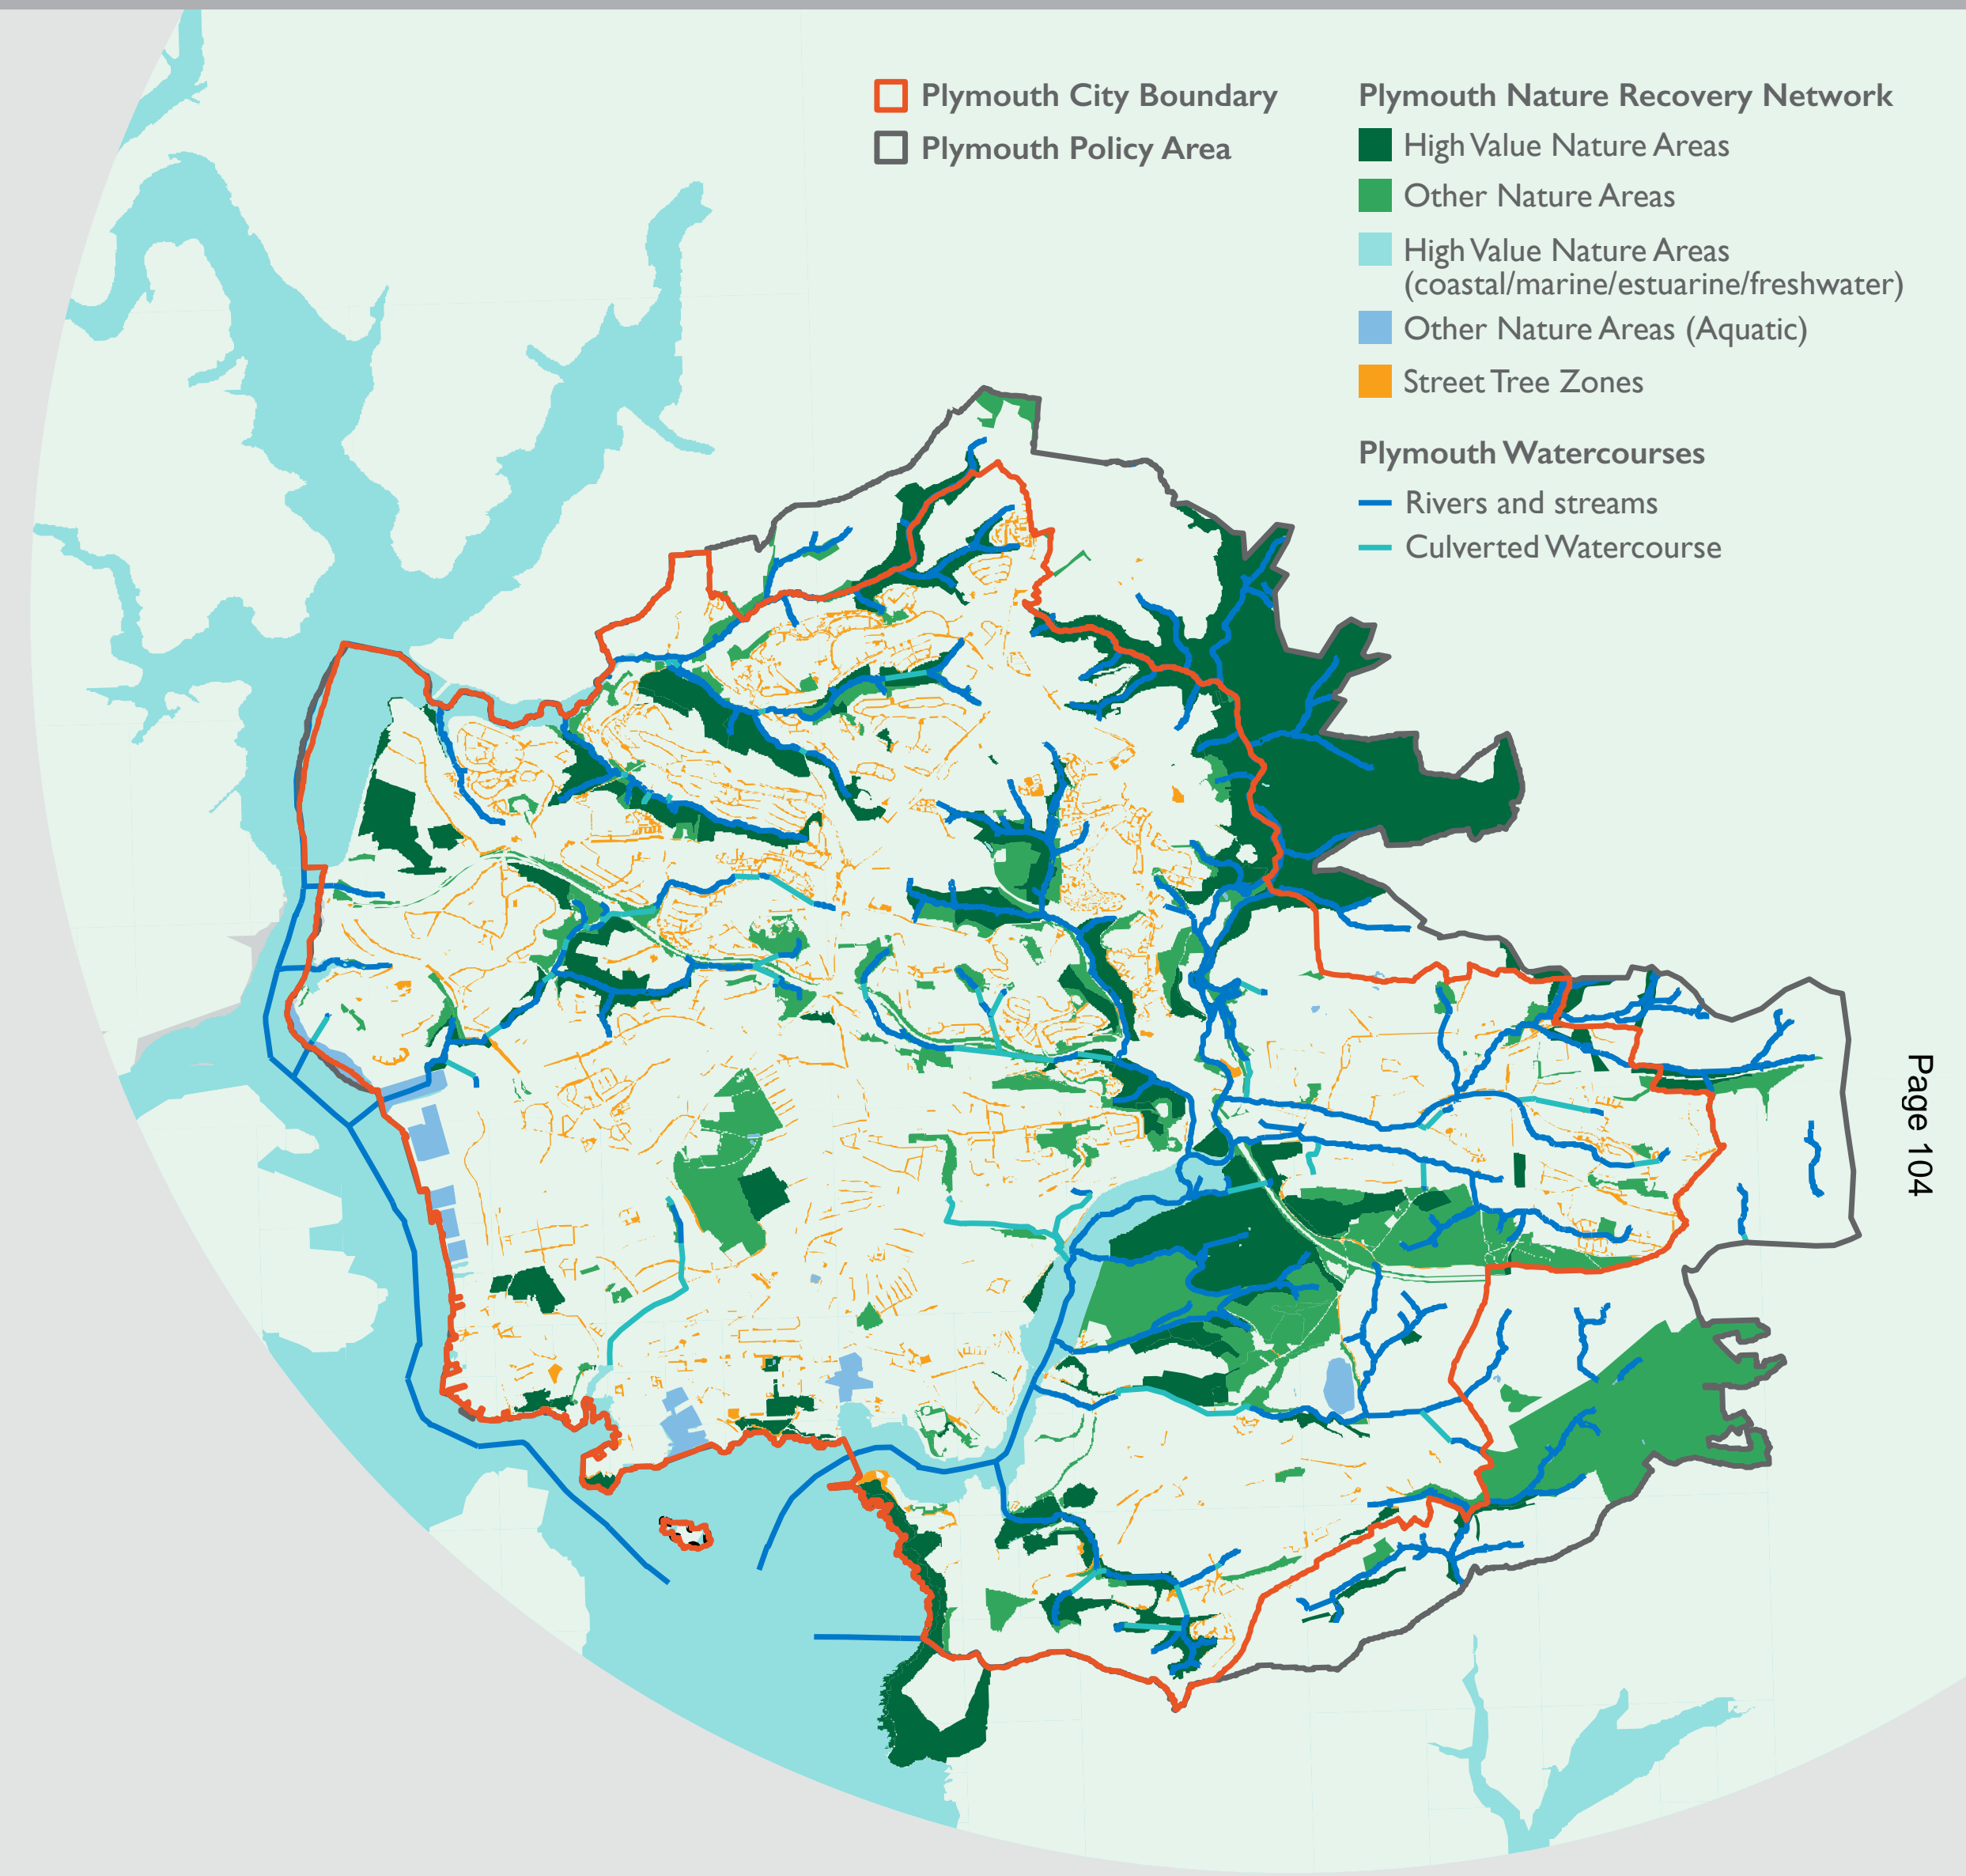 Plymouth City Boundary
Plymouth Policy Area
Plymouth Nature Recovery Network
High Value Nature Areas
Other Nature Areas
High Value Nature Areas
(coastal/marine/estuarine/freshwater)
Other Nature Areas (Aquatic)
Street Tree Zones
Plymouth Watercourses
Rivers and streams
Culverted Watercourse
Page 104